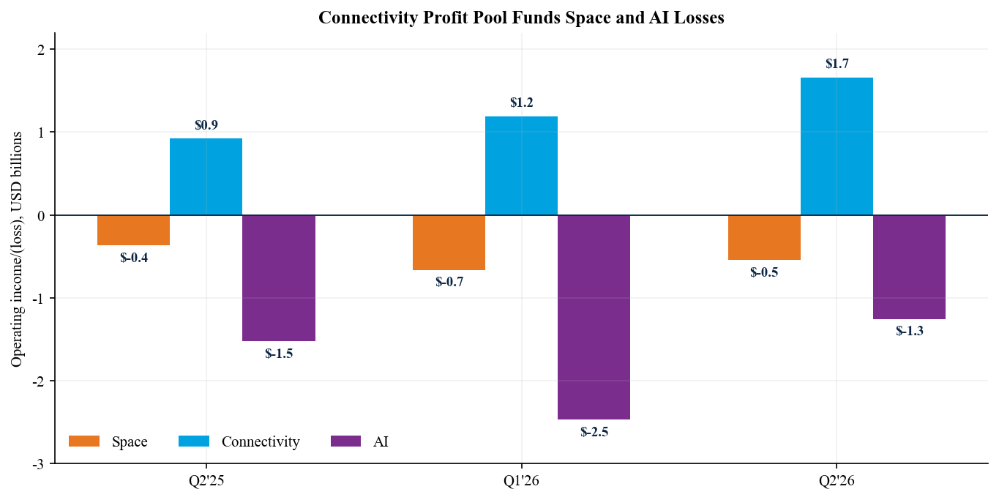 Connectivity Profit Pool Funds Space and AI Losses
Operating income/(loss), USD billions
2
1
0
-1
-2
-3
$-0.4
$0.9
$-1.5
$-0.7
$1.2
$-2.5
$-0.5
$1.7
$-1.3
Space
Connectivity
AI
Q2'25
Q1'26
Q2'26